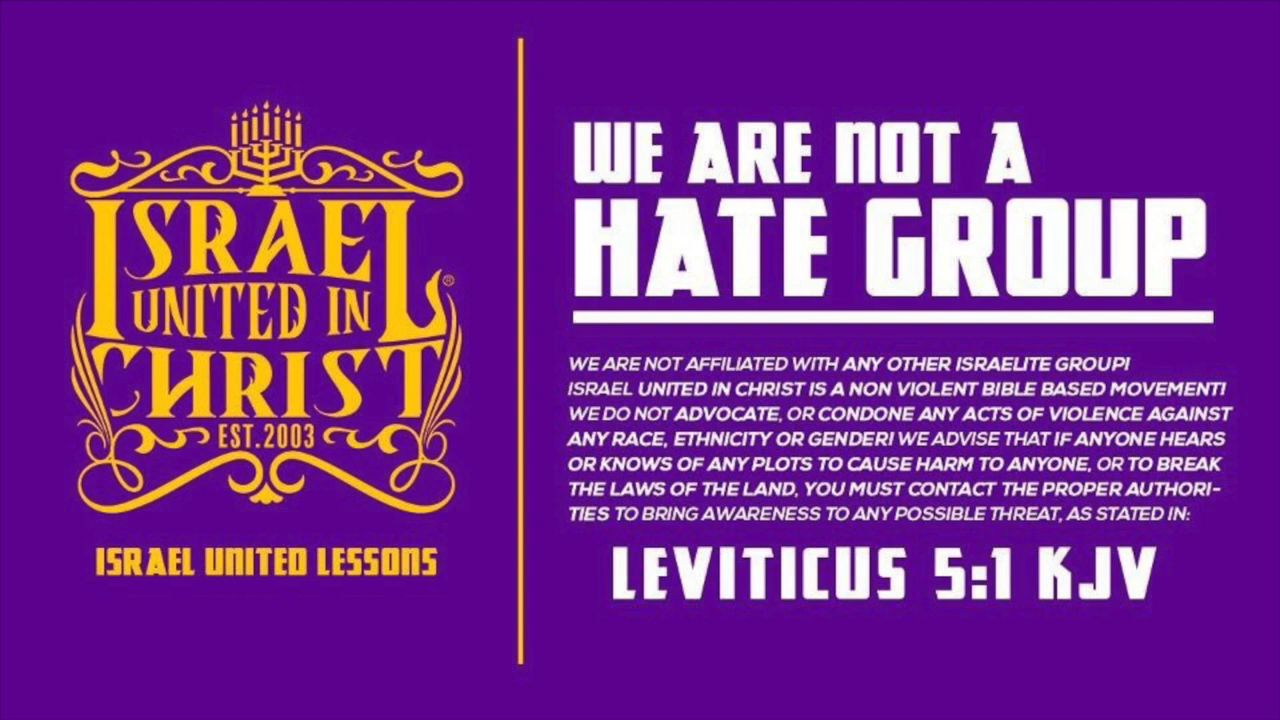 ISRAEL
UNITED IN
CHRIST
EST. 2003
ISRAEL UNITED LESSONS
WE ARE NOT A
HATE GROUP
WE ARE NOT AFFILIATED WITH ANY OTHER ISRAELITE GROUP!
ISRAEL UNITED IN CHRIST IS A NON VIOLENT BIBLE BASED MOVEMENT!
WE DO NOT ADVOCATE, OR CONDONE ANY ACTS OF VIOLENCE AGAINST
ANY RACE, ETHNICITY OR GENDER! WE ADVISE THAT IF ANYONE HEARS
OR KNOWS OF ANY PLOTS TO CAUSE HARM TO ANYONE, OR TO BREAK
THE LAWS OF THE LAND, YOU MUST CONTACT THE PROPER AUTHORI-
TIES TO BRING AWARENESS TO ANY POSSIBLE THREAT, AS STATED IN:
LEVITICUS 5:1 KJV